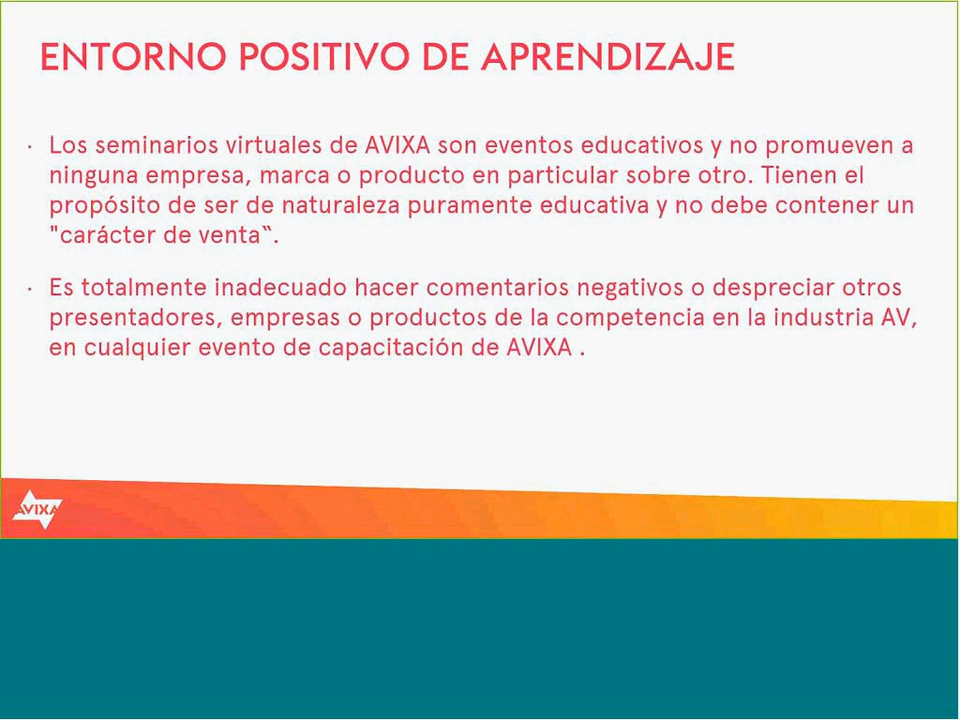 ENTORNO POSITIVO DE APRENDIZAJE
· Los seminarios virtuales de AVIXA son eventos educativos y no promueven a
ninguna empresa, marca o producto en particular sobre otro. Tienen el
propósito de ser de naturaleza puramente educativa y no debe contener un
"carácter de venta‟.
· Es totalmente inadecuado hacer comentarios negativos o despreciar otros
presentadores, empresas o productos de la competencia en la industria AV,
en cualquier evento de capacitación de AVIXA .
AVIXA